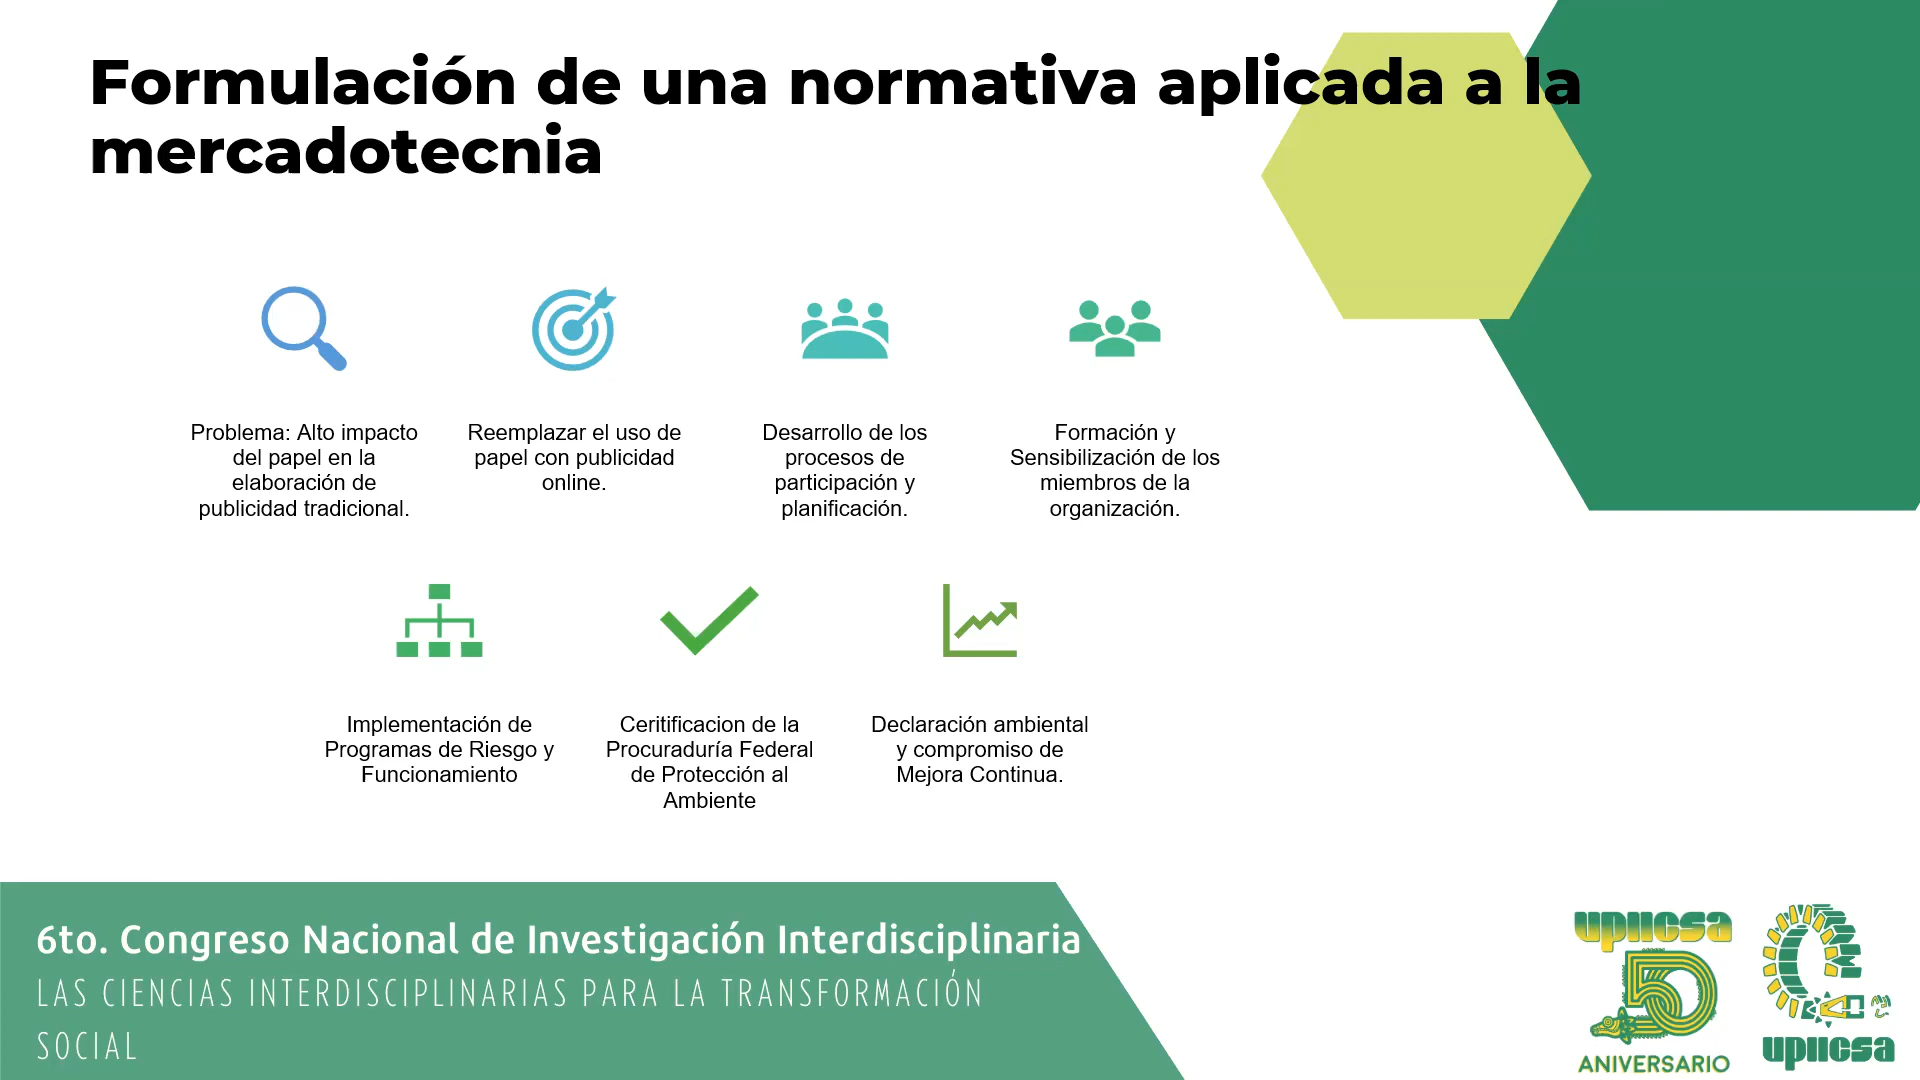 Formulación de una normativa aplicada a la
mercadotecnia
Problema: Alto impacto
del papel en la
elaboración de
publicidad tradicional.
Reemplazar el uso de
papel con publicidad
online.
Desarrollo de los
procesos de
participación y
planificación.
Formación y
Sensibilización de los
miembros de la
organización.
Implementación de
Programas de Riesgo y
Funcionamiento
Ceritificacion de la
Procuraduría Federal
de Protección al
Ambiente
Declaración ambiental
y compromiso de
Mejora Continua.
6to. Congreso Nacional de Investigación Interdisciplinaria
LAS CIENCIAS INTERDISCIPLINARIAS PARA LA TRANSFORMACIÓN
SOCIAL
upiicsa
50
ANIVERSARIO
upiicsa